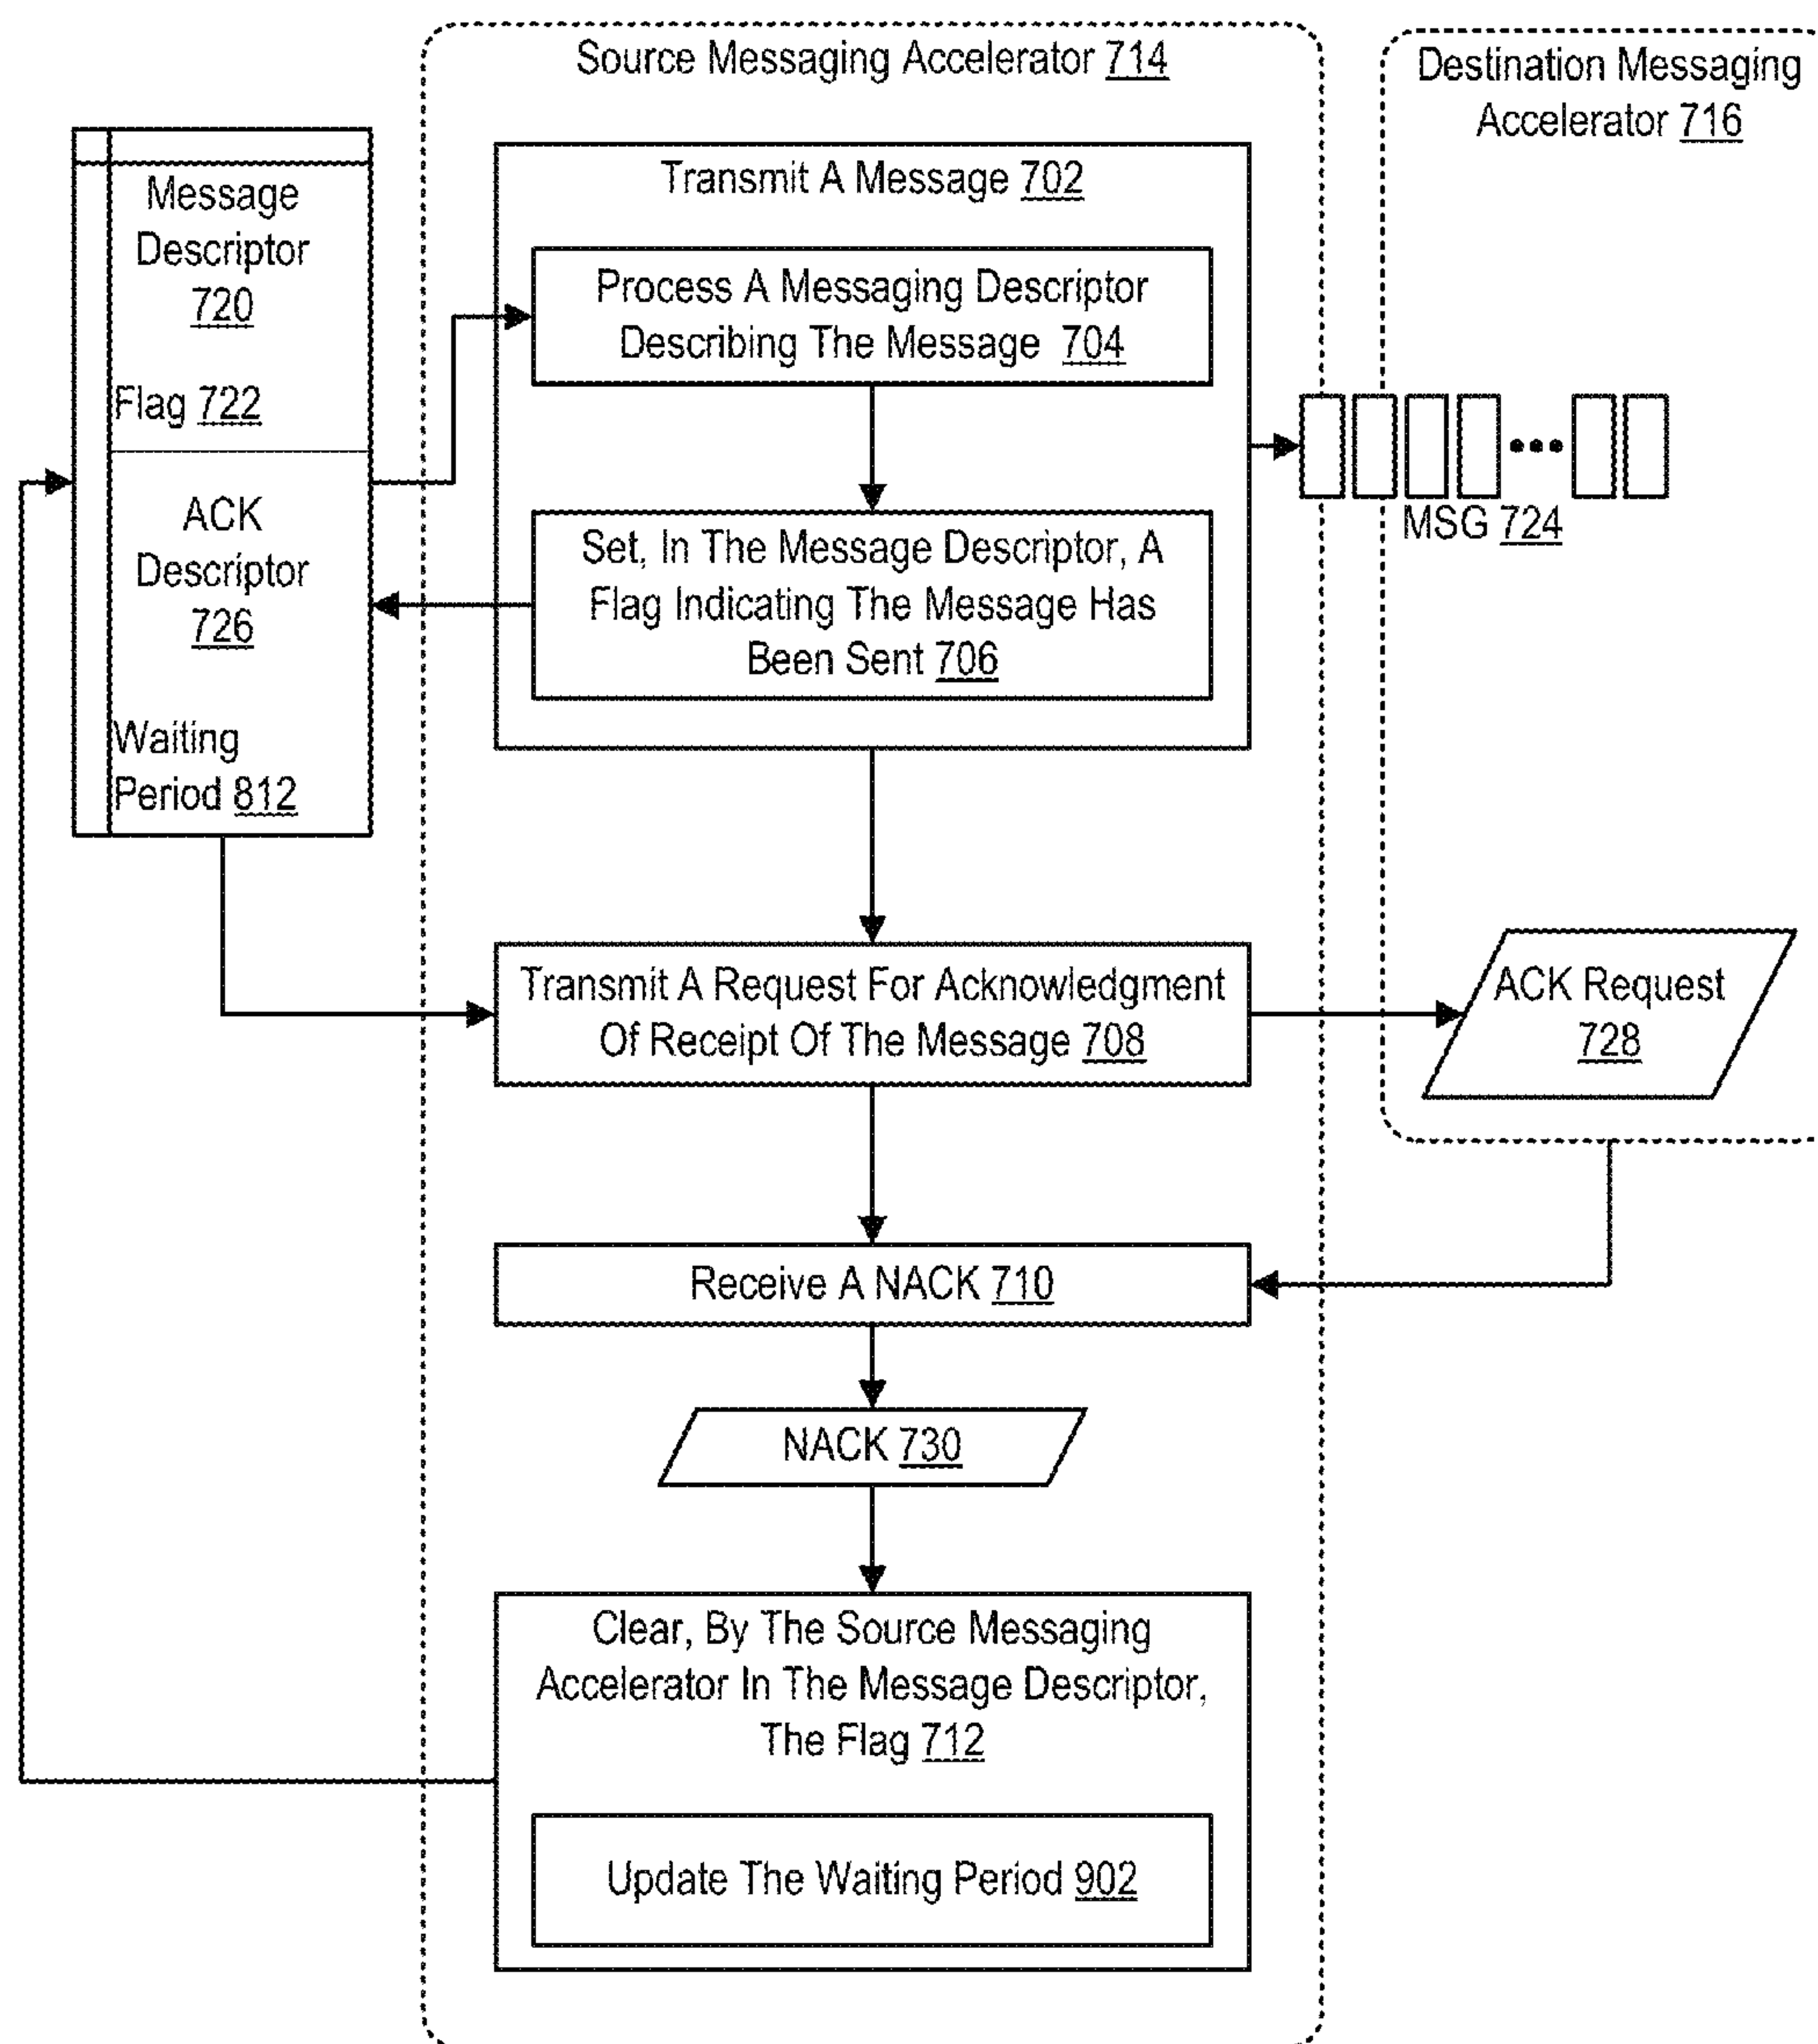 Source Messaging Accelerator 714
Destination Messaging
Accelerator 716
Message
Descriptor
720
Flag 722
ACK
Descriptor
726
Waiting
Period 812
Transmit A Message 702
Process A Messaging Descriptor
Describing The Message 704
Set, In The Message Descriptor, A
Flag Indicating The Message Has
Been Sent 706
MSG 724
Transmit A Request For Acknowledgment
Of Receipt Of The Message 708
ACK Request
728
Receive A NACK 710
NACK 730
Clear, By The Source Messaging
Accelerator In The Message Descriptor,
The Flag 712
Update The Waiting Period 902